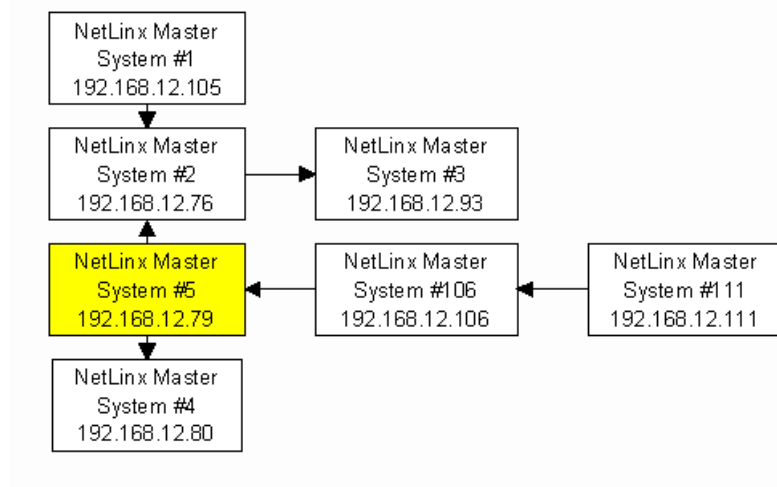 NetLinx Master
System #1
192.168.12.105
NetLinx Master
System #2
192.168.12.76
NetLinx Master
System #3
192.168.12.93
NetLinx Master
System #5
192.168.12.79
NetLinx Master
System #106
192.168.12.106
NetLinx Master
System #111
192.168.12.111
NetLinx Master
System #4
192.168.12.80